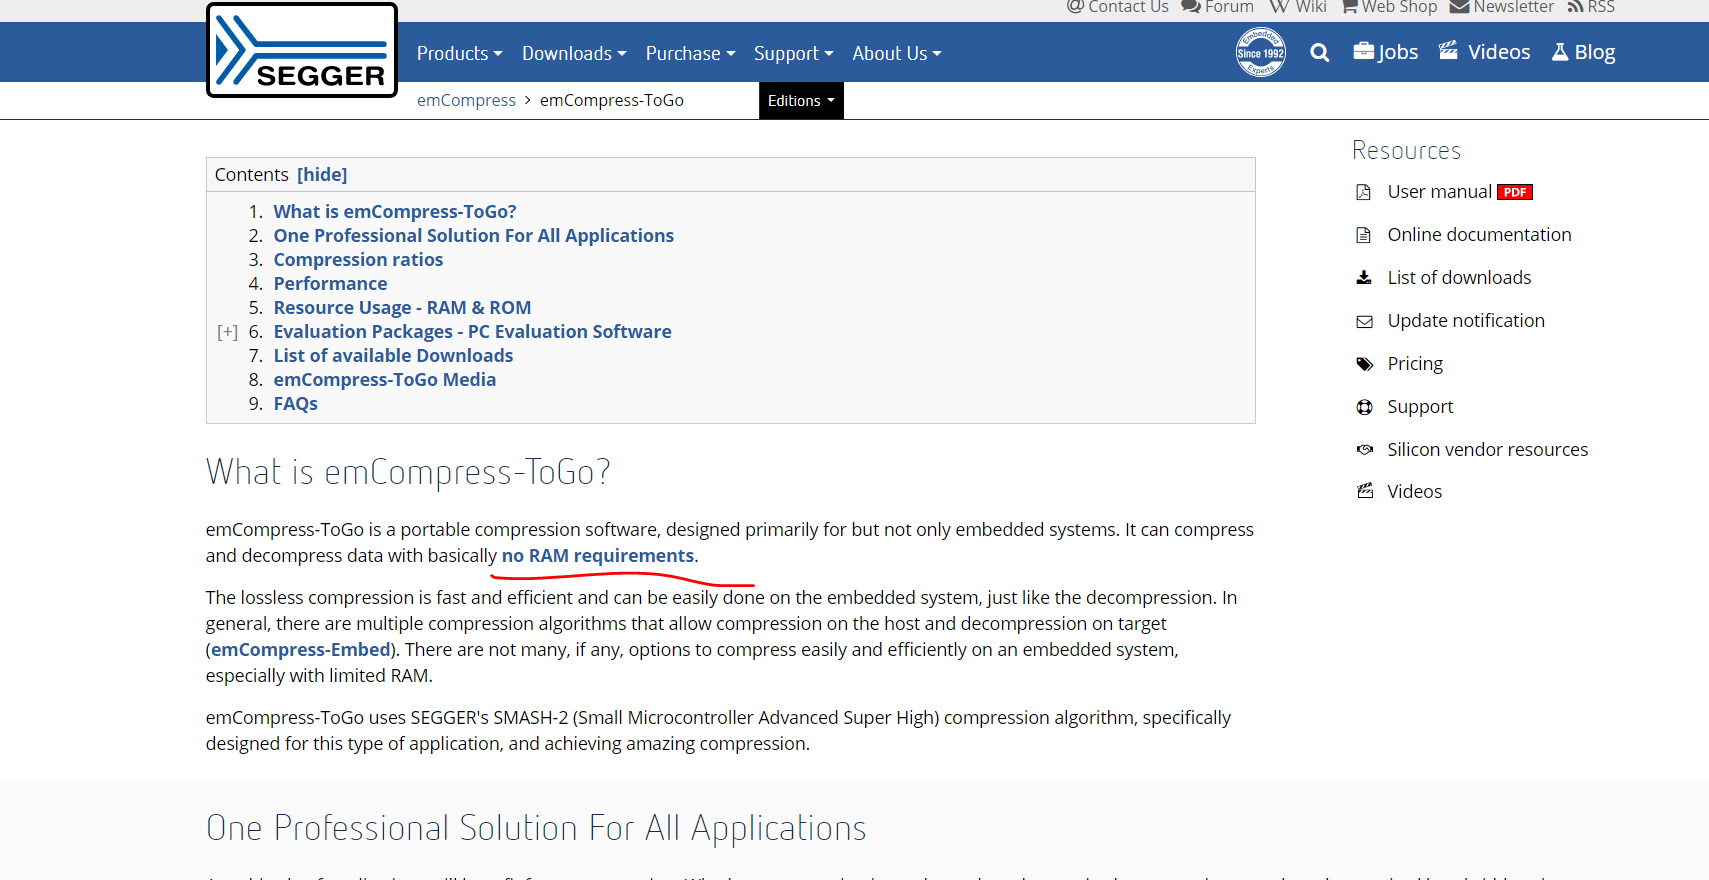 Contact Us Forum Wiki Web Shop Newsletter RSS
SEGGER
Products Downloads Purchase Support About Us
Embedded
Since 1992
Experts
Jobs Videos Blog
emCompress > emCompress-ToGo
Editions
Contents [hide]
1. What is emCompress-ToGo?
2. One Professional Solution For All Applications
3. Compression ratios
4. Performance
5. Resource Usage - RAM & ROM
[+] 6. Evaluation Packages - PC Evaluation Software
7. List of available Downloads
8. emCompress-ToGo Media
9. FAQs
What is emCompress-ToGo?
emCompress-ToGo is a portable compression software, designed primarily for but not only embedded systems. It can compress
and decompress data with basically no RAM requirements.
The lossless compression is fast and efficient and can be easily done on the embedded system, just like the decompression. In
general, there are multiple compression algorithms that allow compression on the host and decompression on target
(emCompress-Embed). There are not many, if any, options to compress easily and efficiently on an embedded system,
especially with limited RAM.
emCompress-ToGo uses SEGGER's SMASH-2 (Small Microcontroller Advanced Super High) compression algorithm, specifically
designed for this type of application, and achieving amazing compression.
One Professional Solution For All Applications
Resources
User manual PDF
Online documentation
List of downloads
Update notification
Pricing
Support
Silicon vendor resources
Videos